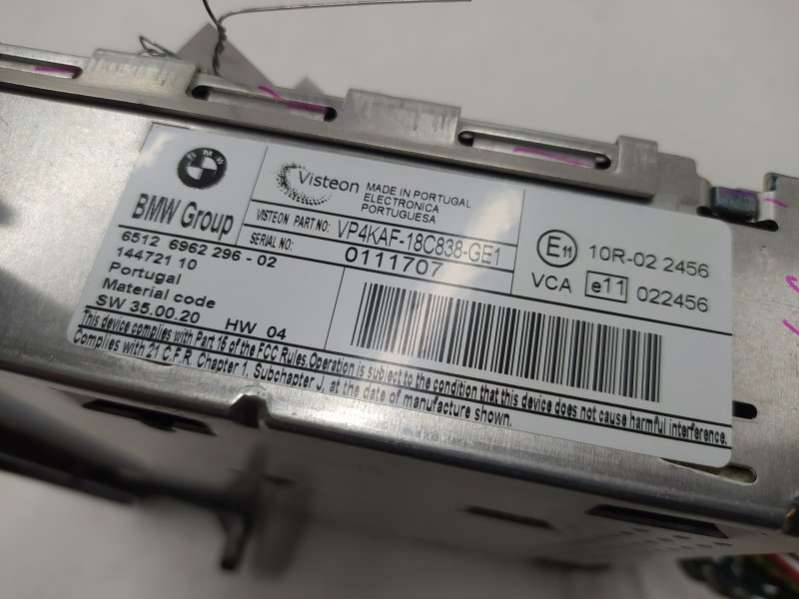 BMW
BMW Group
Visteon
MADE IN PORTUGAL
ELECTRONICA
PORTUGUESA
VISTEON PART NO: VP4KAF-18C838-GE1
SERIAL NO: 0111707
6512 6962 296 - 02
144721 10
Portugal
Material code
SW 35.00.20 HW 04
E11 10R-02 2456
VCA e11 022456
This device complies with Part 15 of the FCC Rules. Operation is subject to the condition that this device does not cause harmful interference.
Complies with 21 C.F.R. Chapter 1, Subchapter J, at the date of manufacture shown.